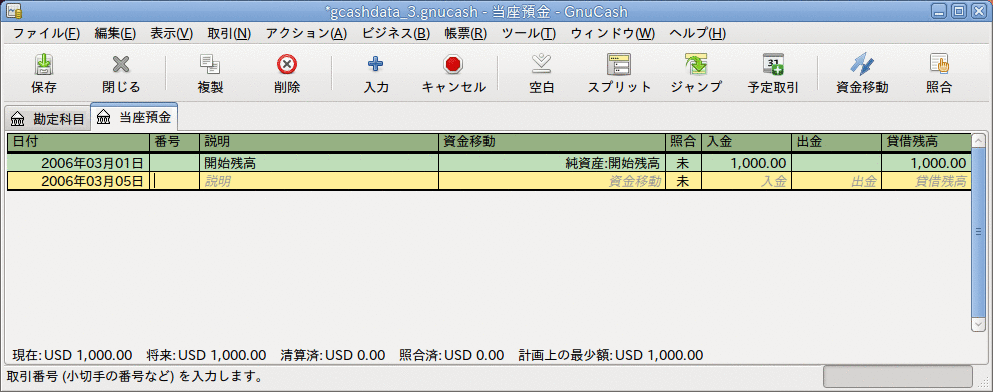 *gcashdata_3.gnucash - 当座預金 - GnuCash
ファイル(F) 編集(E) 表示(V) 取引(N) アクション(A) ビジネス(B) 帳票(R) ツール(T) ウィンドウ(W) ヘルプ(H)
保存 閉じる 複製 削除 入力 キャンセル 空白 スプリット ジャンプ 予定取引 資金移動 照合
勘定科目 当座預金
日付 番号 説明 資金移動 照合 入金 出金 貸借残高
2006年03月01日 開始残高 純資産:開始残高 未 1,000.00 1,000.00
2006年03月05日 説明 資金移動 未 入金 出金 貸借残高
現在: USD 1,000.00 将来: USD 1,000.00 清算済: USD 0.00 照合済: USD 0.00 計画上の最少額: USD 1,000.00
取引番号 (小切手の番号など) を入力します。